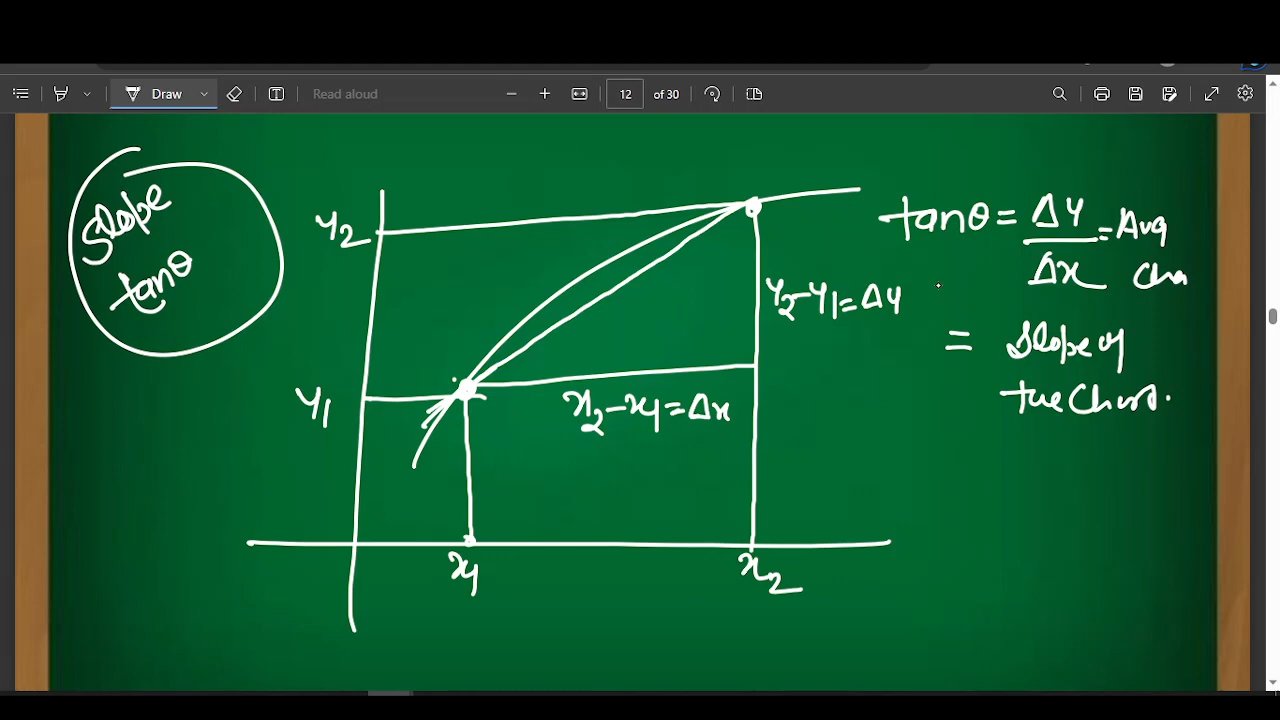 Draw
Read aloud
12 of 30
Slope
tanθ
y2
y1
y2-y1=Δy
x2-x1=Δx
x1
x2
tanθ = Δy/Δx = Avg
Cha
= Slope of
the Chord.